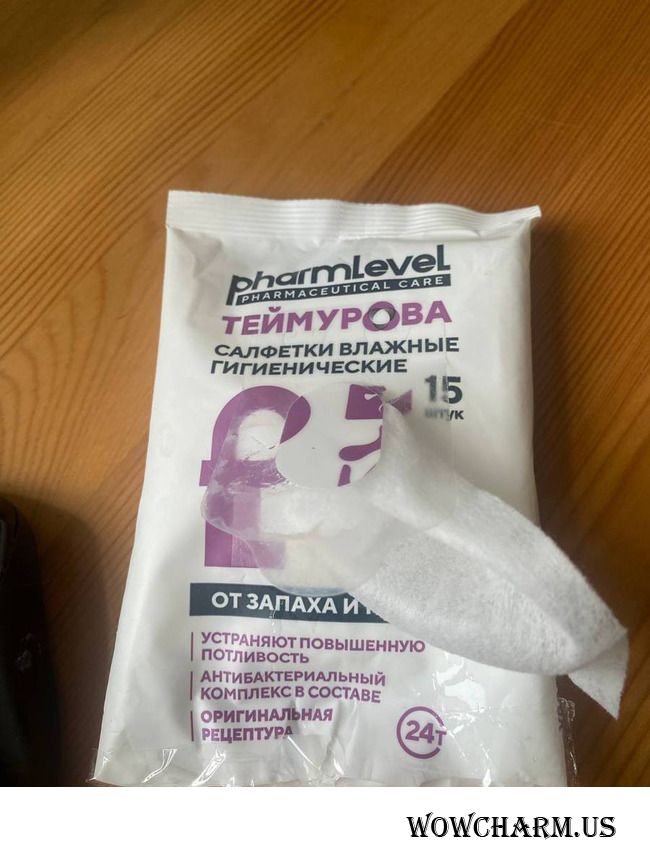 pharmLevel
PHARMACEUTICAL CARE
ТЕЙМУРОВА
САЛФЕТКИ ВЛАЖНЫЕ
ГИГИЕНИЧЕСКИЕ
15
штук
ОТ ЗАПАХА И
УСТРАНЯЮТ ПОВЫШЕННУЮ
ПОТЛИВОСТЬ
АНТИБАКТЕРИАЛЬНЫЙ
КОМПЛЕКС В СОСТАВЕ
ОРИГИНАЛЬНАЯ
РЕЦЕПТУРА
24т
WOWCHARM.US